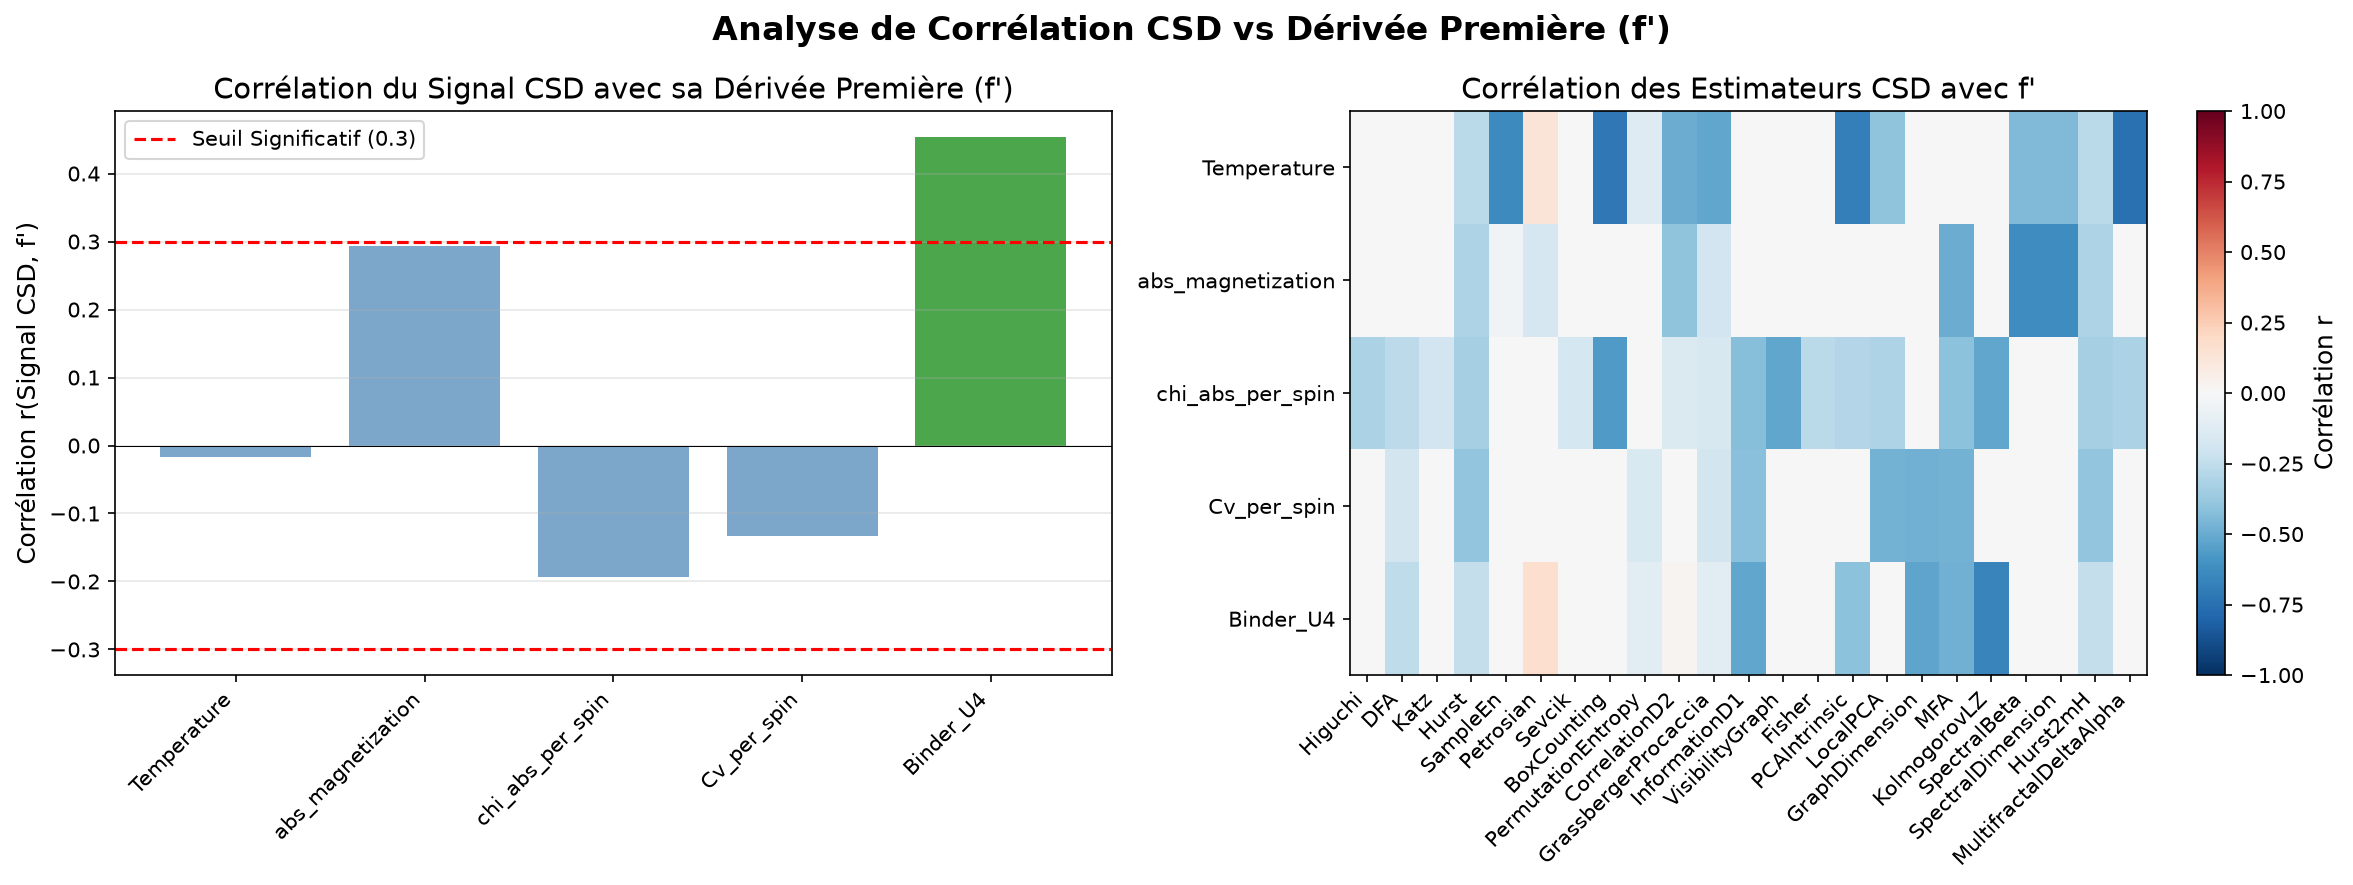 Analyse de Corrélation CSD vs Dérivée Première (f')
Corrélation du Signal CSD avec sa Dérivée Première (f')
Seuil Significatif (0.3)
Corrélation r(Signal CSD, f')
0.4
0.3
0.2
0.1
0.0
−0.1
−0.2
−0.3
Temperature
abs_magnetization
chi_abs_per_spin
Cv_per_spin
Binder_U4
Corrélation des Estimateurs CSD avec f'
Temperature
abs_magnetization
chi_abs_per_spin
Cv_per_spin
Binder_U4
Higuchi
DFA
Katz
Hurst
SampleEn
Petrosian
Sevcik
BoxCounting
PermutationEntropy
CorrelationD2
GrassbergerProcaccia
InformationD1
VisibilityGraph
Fisher
PCAIntrinsic
LocalPCA
GraphDimension
MFA
KolmogorovLZ
SpectralBeta
SpectralDimension
Hurst2mH
MultifractalDeltaAlpha
1.00
0.75
0.50
0.25
0.00
−0.25
−0.50
−0.75
−1.00
Corrélation r